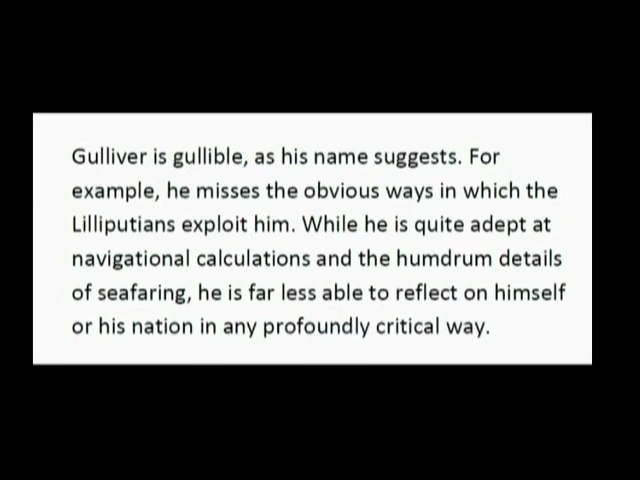 Gulliver is gullible, as his name suggests. For
example, he misses the obvious ways in which the
Lilliputians exploit him. While he is quite adept at
navigational calculations and the humdrum details
of seafaring, he is far less able to reflect on himself
or his nation in any profoundly critical way.